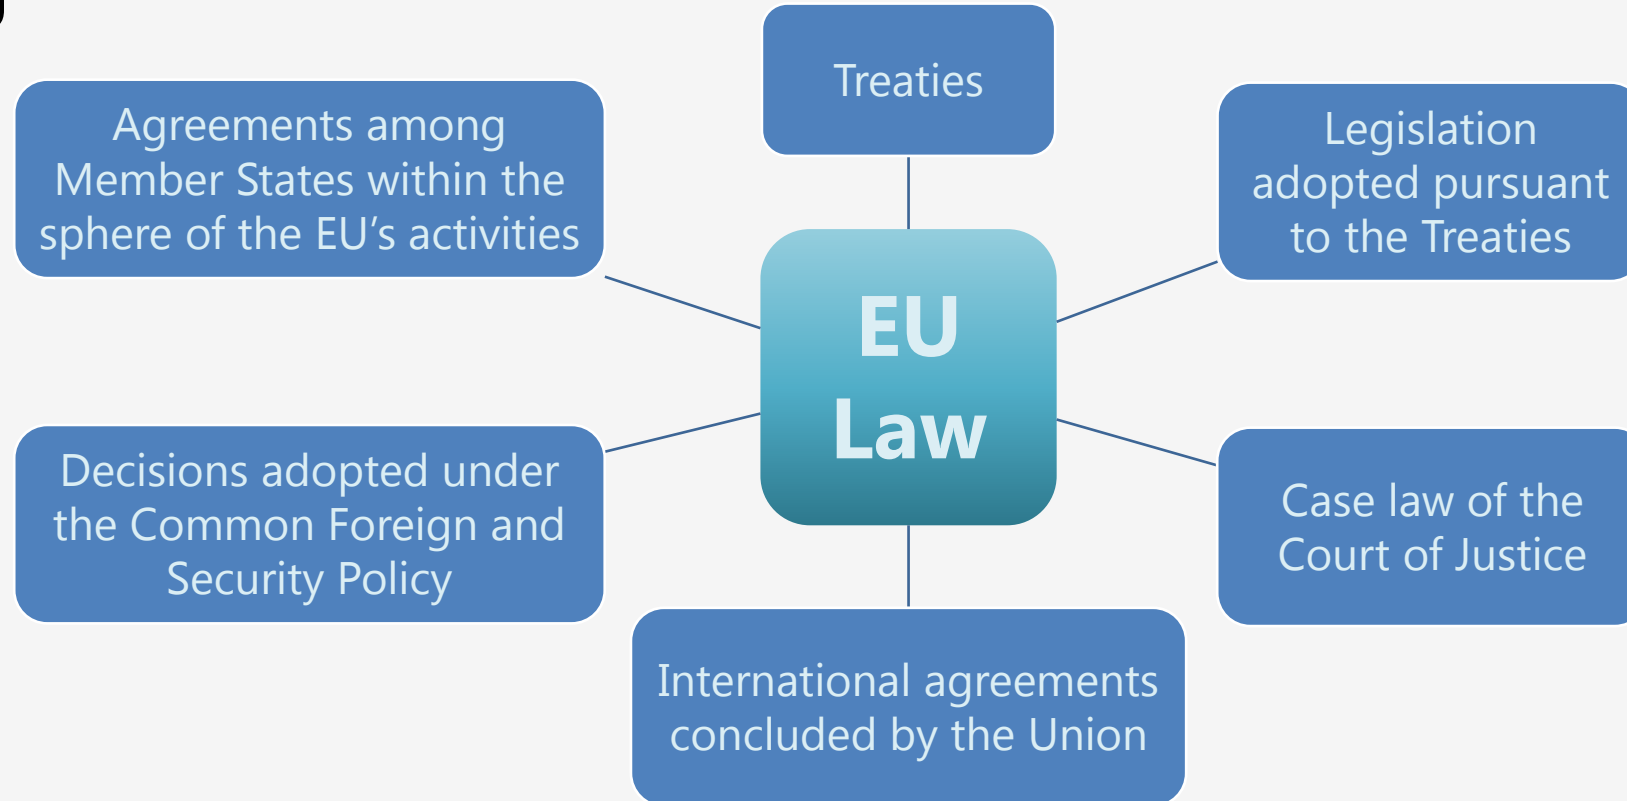 Treaties
Agreements among
Member States within the
sphere of the EU’s activities
Legislation
adopted pursuant
to the Treaties
EU
Law
Decisions adopted under
the Common Foreign and
Security Policy
Case law of the
Court of Justice
International agreements
concluded by the Union